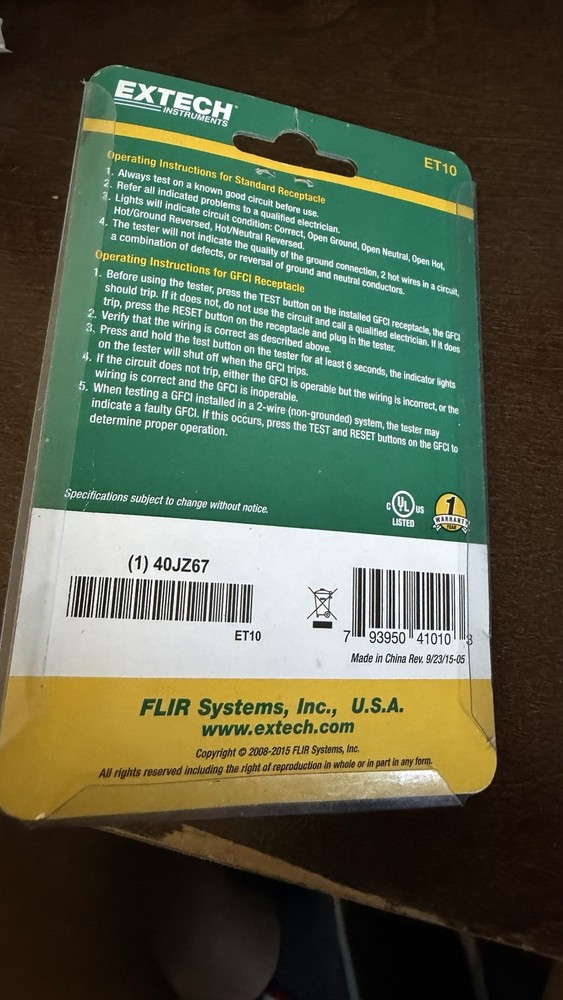 EXTECH
INSTRUMENTS
ET10
Operating Instructions for Standard Receptacle
1. Always test on a known good circuit before use.
2. Refer all indicated problems to a qualified electrician.
3. Lights will indicate circuit condition: Correct, Open Ground, Open Neutral, Open Hot,
Hot/Ground Reversed, Hot/Neutral Reversed.
4. The tester will not indicate the quality of the ground connection, 2 hot wires in a circuit,
a combination of defects, or reversal of ground and neutral conductors.
Operating Instructions for GFCI Receptacle
1. Before using the tester, press the TEST button on the installed GFCI receptacle, the GFCI
should trip. If it does not, do not use the circuit and call a qualified electrician. If it does
trip, press the RESET button on the receptacle and plug in the tester.
2. Verify that the wiring is correct as described above.
3. Press and hold the test button on the tester for at least 6 seconds, the indicator lights
on the tester will shut off when the GFCI trips.
4. If the circuit does not trip, either the GFCI is operable but the wiring is incorrect, or the
wiring is correct and the GFCI is inoperable.
5. When testing a GFCI installed in a 2-wire (non-grounded) system, the tester may
indicate a faulty GFCI. If this occurs, press the TEST and RESET buttons on the GFCI to
determine proper operation.
Specifications subject to change without notice.
C UL US
LISTED
1
WARRANTY
YEAR
(1) 40JZ67
ET10
7 93950 41010 3
Made in China Rev. 9/23/15-05
FLIR Systems, Inc., U.S.A.
www.extech.com
Copyright © 2008-2015 FLIR Systems, Inc.
All rights reserved including the right of reproduction in whole or in part in any form.